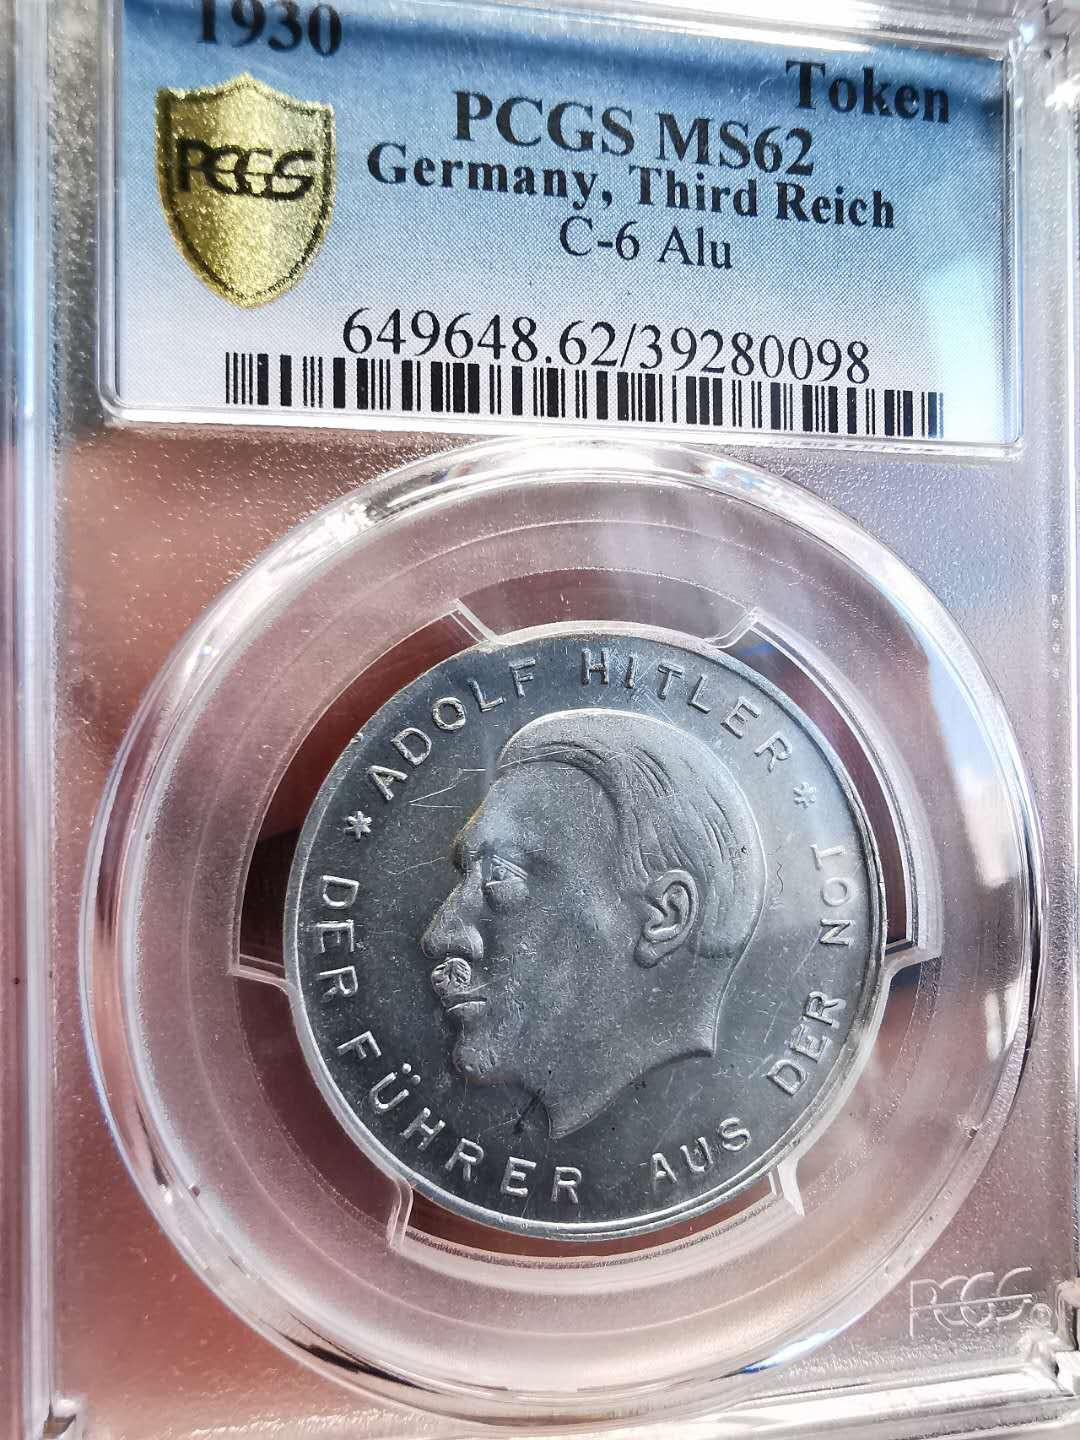 1930
Token
PCGS MS62
Germany, Third Reich
C-6 Alu
PCGS
649648.62/39280098
* ADOLF HITLER *
DER FÜHRER AUS DER NOT
PCGS®